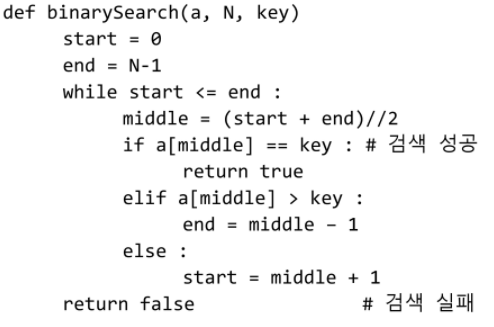 def binarySearch(a, N, key)
start = 0
end = N-1
while start <= end :
middle = (start + end)//2
if a[middle] == key : # 검색 성공
return true
elif a[middle] > key :
end = middle – 1
else :
start = middle + 1
return false # 검색 실패